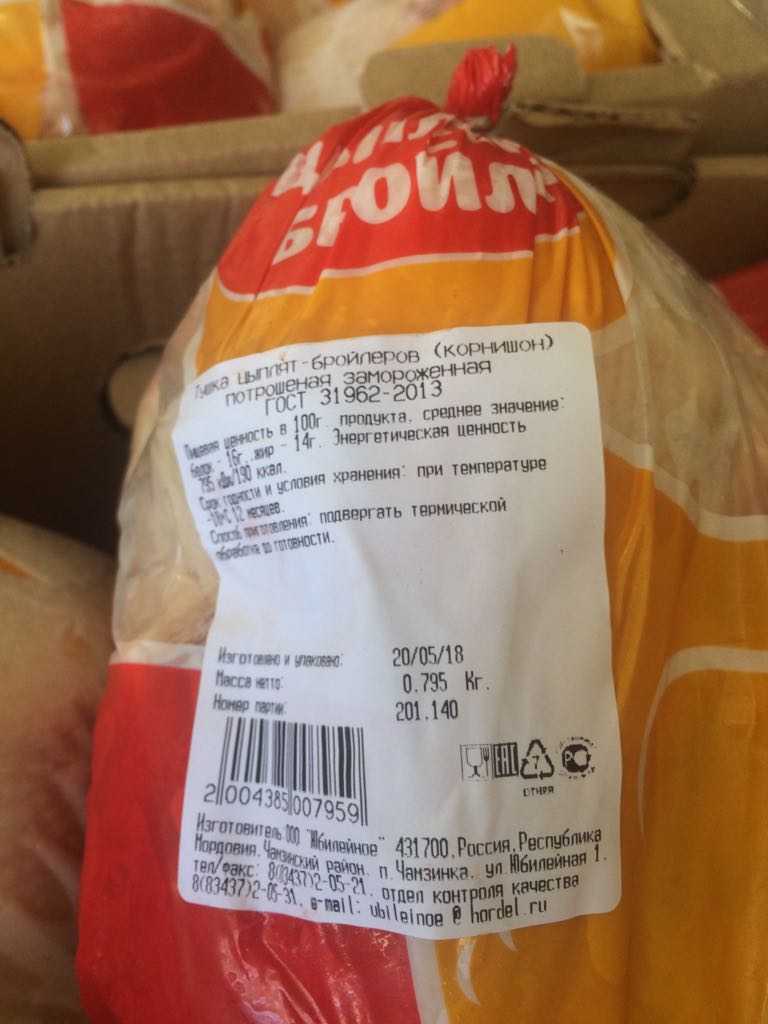 БРОЙЛ
Тушка цыплят-бройлеров (корнишон)
потрошеная замороженная
ГОСТ 31962-2013
Пищевая ценность в 100г. продукта, среднее значение:
белок - 16г., жир - 14г. Энергетическая ценность
795 кДж/190 ккал.
Срок годности и условия хранения: при температуре
12 месяцев.
Способ приготовления: подвергать термической
обработке до готовности.
Изготовлено и упаковано: 20/05/18
Масса нетто: 0.795 Кг.
Номер партии: 201.140
EAC 7 РС
2 004385 007959
Изготовитель ООО "Юбилейное" 431700, Россия, Республика
Мордовия, Чамзинский район, п.Чамзинка, ул.Юбилейная 1.
тел/факс: 8(83437)2-05-21, отдел контроля качества
8(83437)2-05-31, e-mail: ubileinoe @ hordel.ru